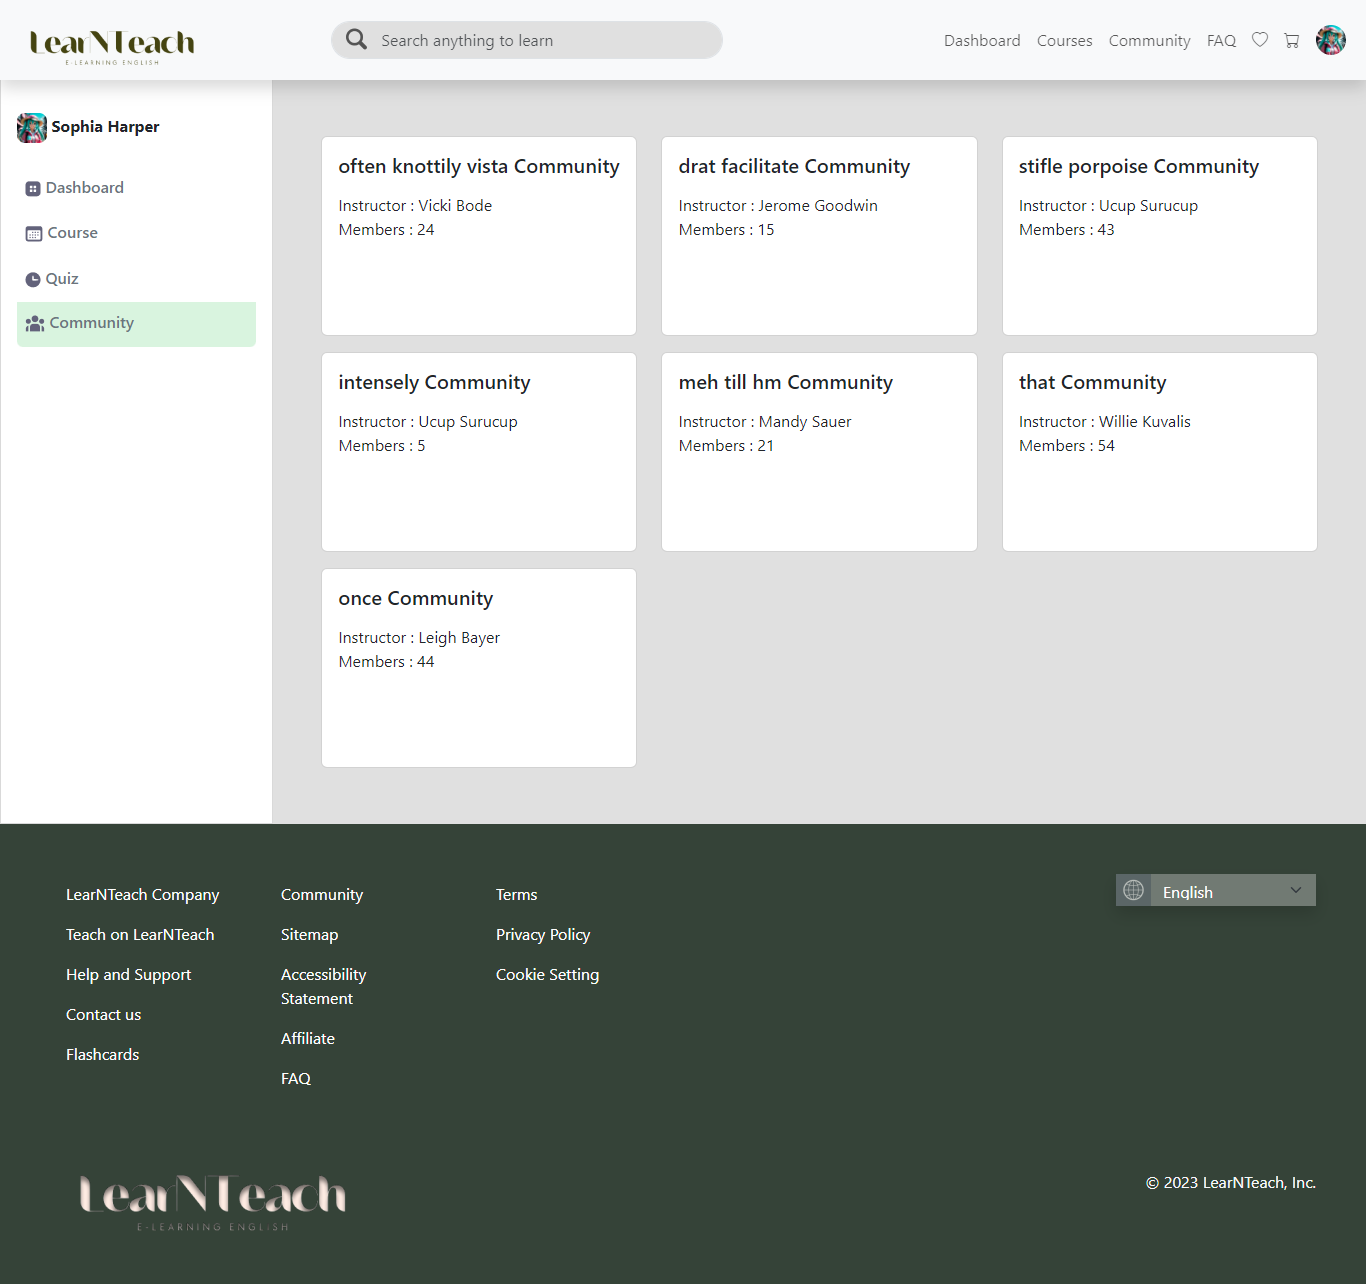 LearNTeach
E-LEARNING ENGLISH
Search anything to learn
Dashboard
Courses
Community
FAQ
Sophia Harper
Dashboard
Course
Quiz
Community
often knottily vista Community
Instructor : Vicki Bode
Members : 24
drat facilitate Community
Instructor : Jerome Goodwin
Members : 15
stifle porpoise Community
Instructor : Ucup Surucup
Members : 43
intensely Community
Instructor : Ucup Surucup
Members : 5
meh till hm Community
Instructor : Mandy Sauer
Members : 21
that Community
Instructor : Willie Kuvalis
Members : 54
once Community
Instructor : Leigh Bayer
Members : 44
LearNTeach Company
Teach on LearNTeach
Help and Support
Contact us
Flashcards
Community
Sitemap
Accessibility
Statement
Affiliate
FAQ
Terms
Privacy Policy
Cookie Setting
English
LearNTeach
E-LEARNING ENGLISH
© 2023 LearNTeach, Inc.